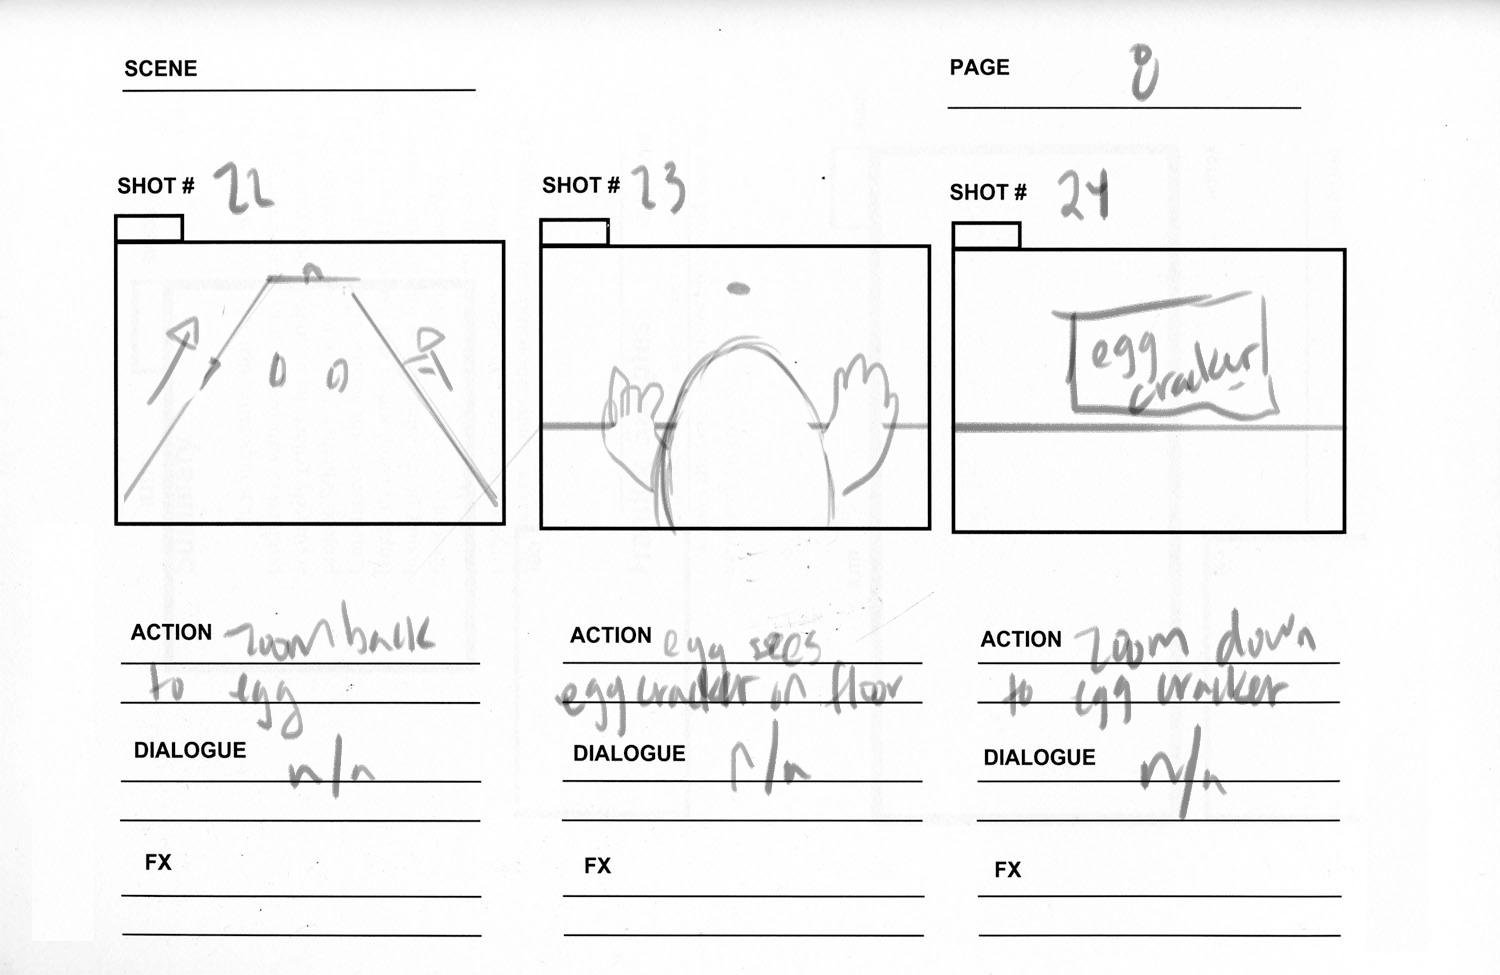 SCENE
PAGE 8
SHOT # 22
SHOT # 23
SHOT # 24
egg
cracker
ACTION zoom back
to egg
DIALOGUE n/n
FX
ACTION egg sees
egg cracker on floor
DIALOGUE n/n
FX
ACTION zoom down
to egg cracker
DIALOGUE n/n
FX